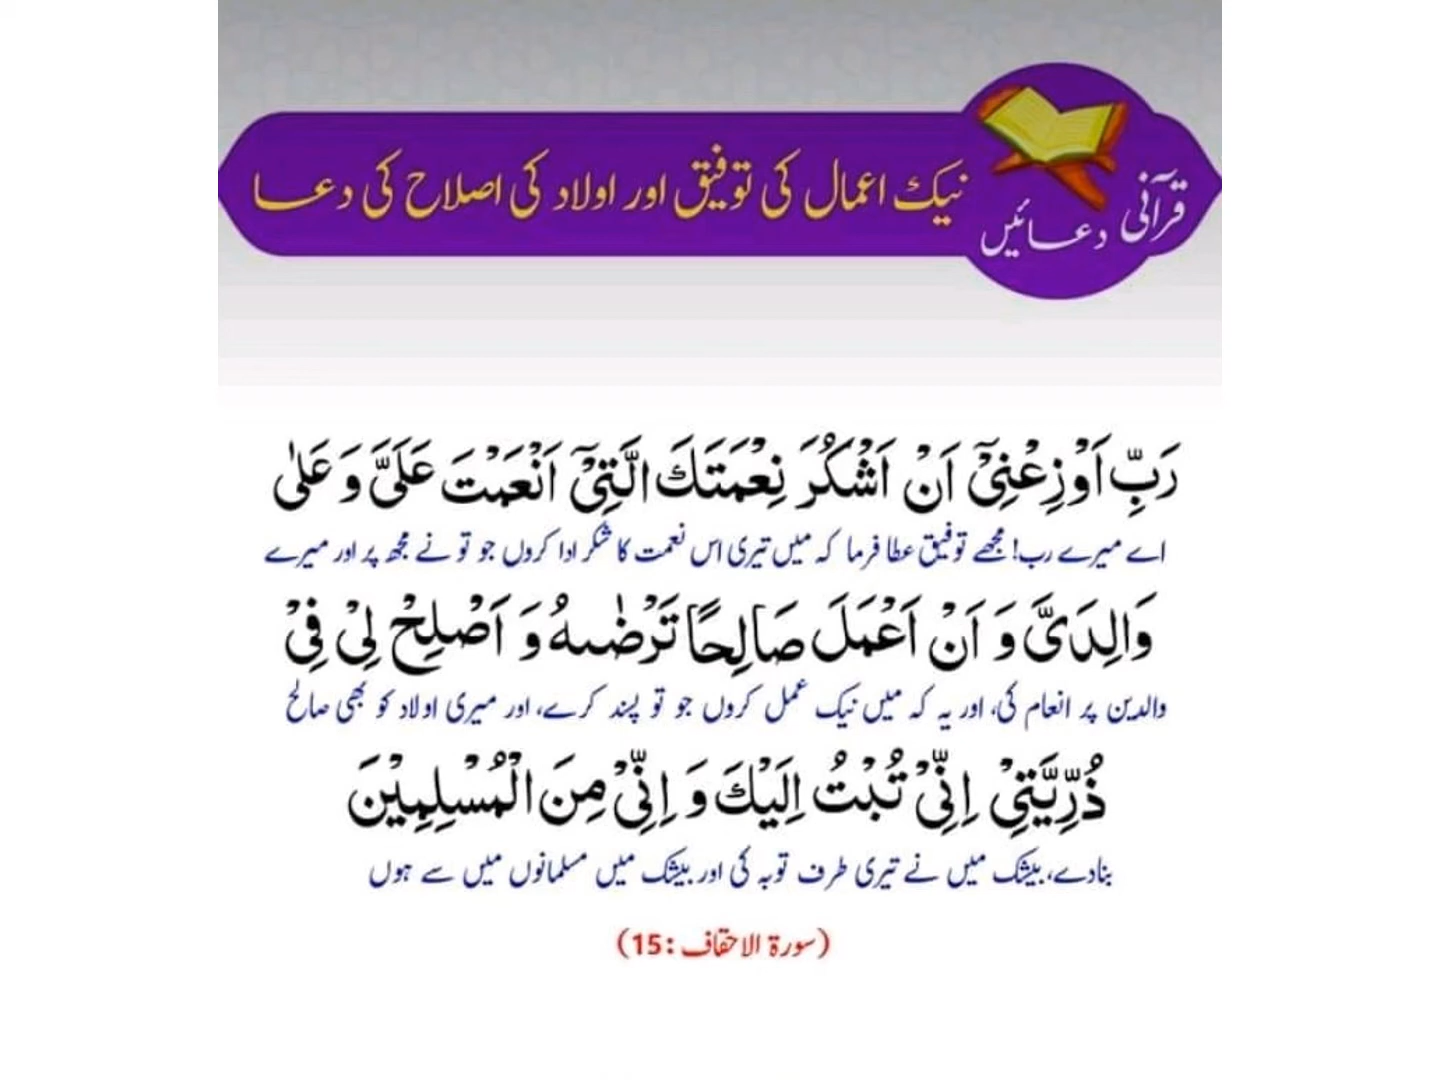 قرآنی دعائیں
نیک اعمال کی توفیق اور اولاد کی اصلاح کی دعا
رَبِّ اَوْزِعْنِیْۤ اَنْ اَشْكُرَ نِعْمَتَكَ الَّتِیْۤ اَنْعَمْتَ عَلَیَّ وَ عَلٰی
اے میرے رب! مجھے توفیق عطا فرما کہ میں تیری اس نعمت کا شکر ادا کروں جو تو نے مجھ پر اور میرے
وَالِدَیَّ وَ اَنْ اَعْمَلَ صَالِحًا تَرْضٰىهُ وَ اَصْلِحْ لِیْ فِیْ
والدین پر انعام کی، اور یہ کہ میں نیک عمل کروں جو تو پسند کرے، اور میری اولاد کو بھی صالح
ذُرِّیَّتِیْ اِنِّیْ تُبْتُ اِلَیْكَ وَ اِنِّیْ مِنَ الْمُسْلِمِیْنَ
بنادے، بیشک میں نے تیری طرف توبہ کی اور بیشک میں مسلمانوں میں سے ہوں
(سورۃ الاحقاف : 15)